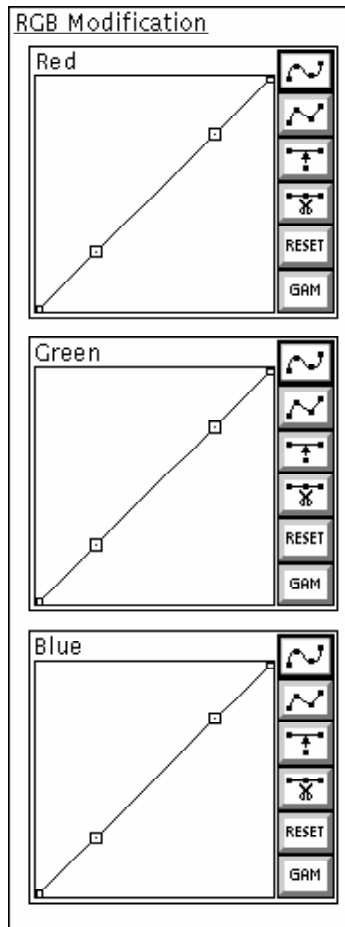 RGB Modification
Red
RESET
GAM
Green
RESET
GAM
Blue
RESET
GAM